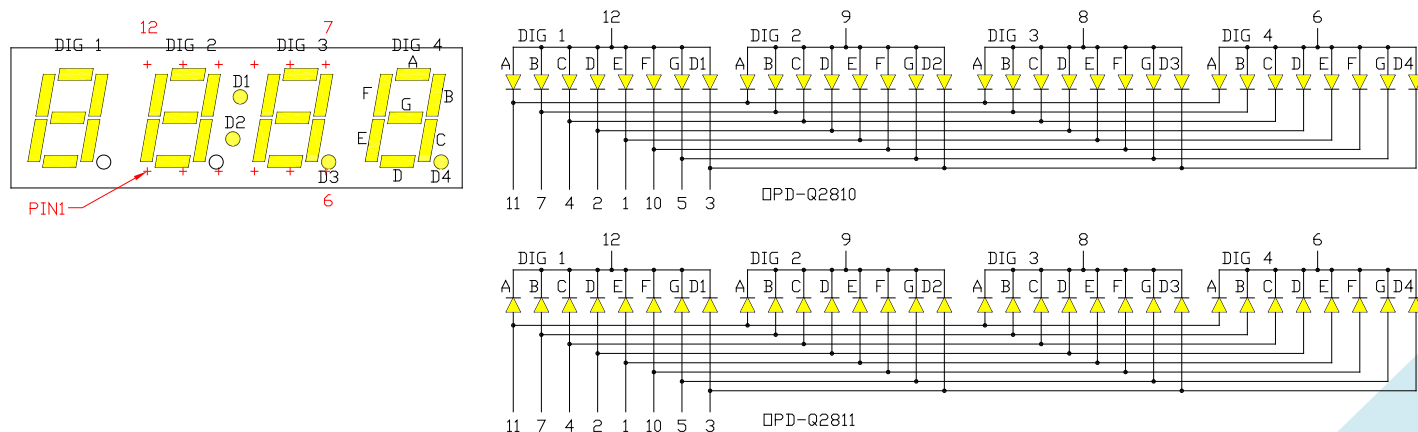 12 7
DIG 1 DIG 2 DIG 3 DIG 4
A
D1
F B
G
D2
E C
D3 D D4
PIN1
6
12 9 8 6
DIG 1 DIG 2 DIG 3 DIG 4
A B C D E F G D1 A B C D E F G D2 A B C D E F G D3 A B C D E F G D4
11 7 4 2 1 10 5 3
OPD-Q2810
12 9 8 6
DIG 1 DIG 2 DIG 3 DIG 4
A B C D E F G D1 A B C D E F G D2 A B C D E F G D3 A B C D E F G D4
11 7 4 2 1 10 5 3
OPD-Q2811